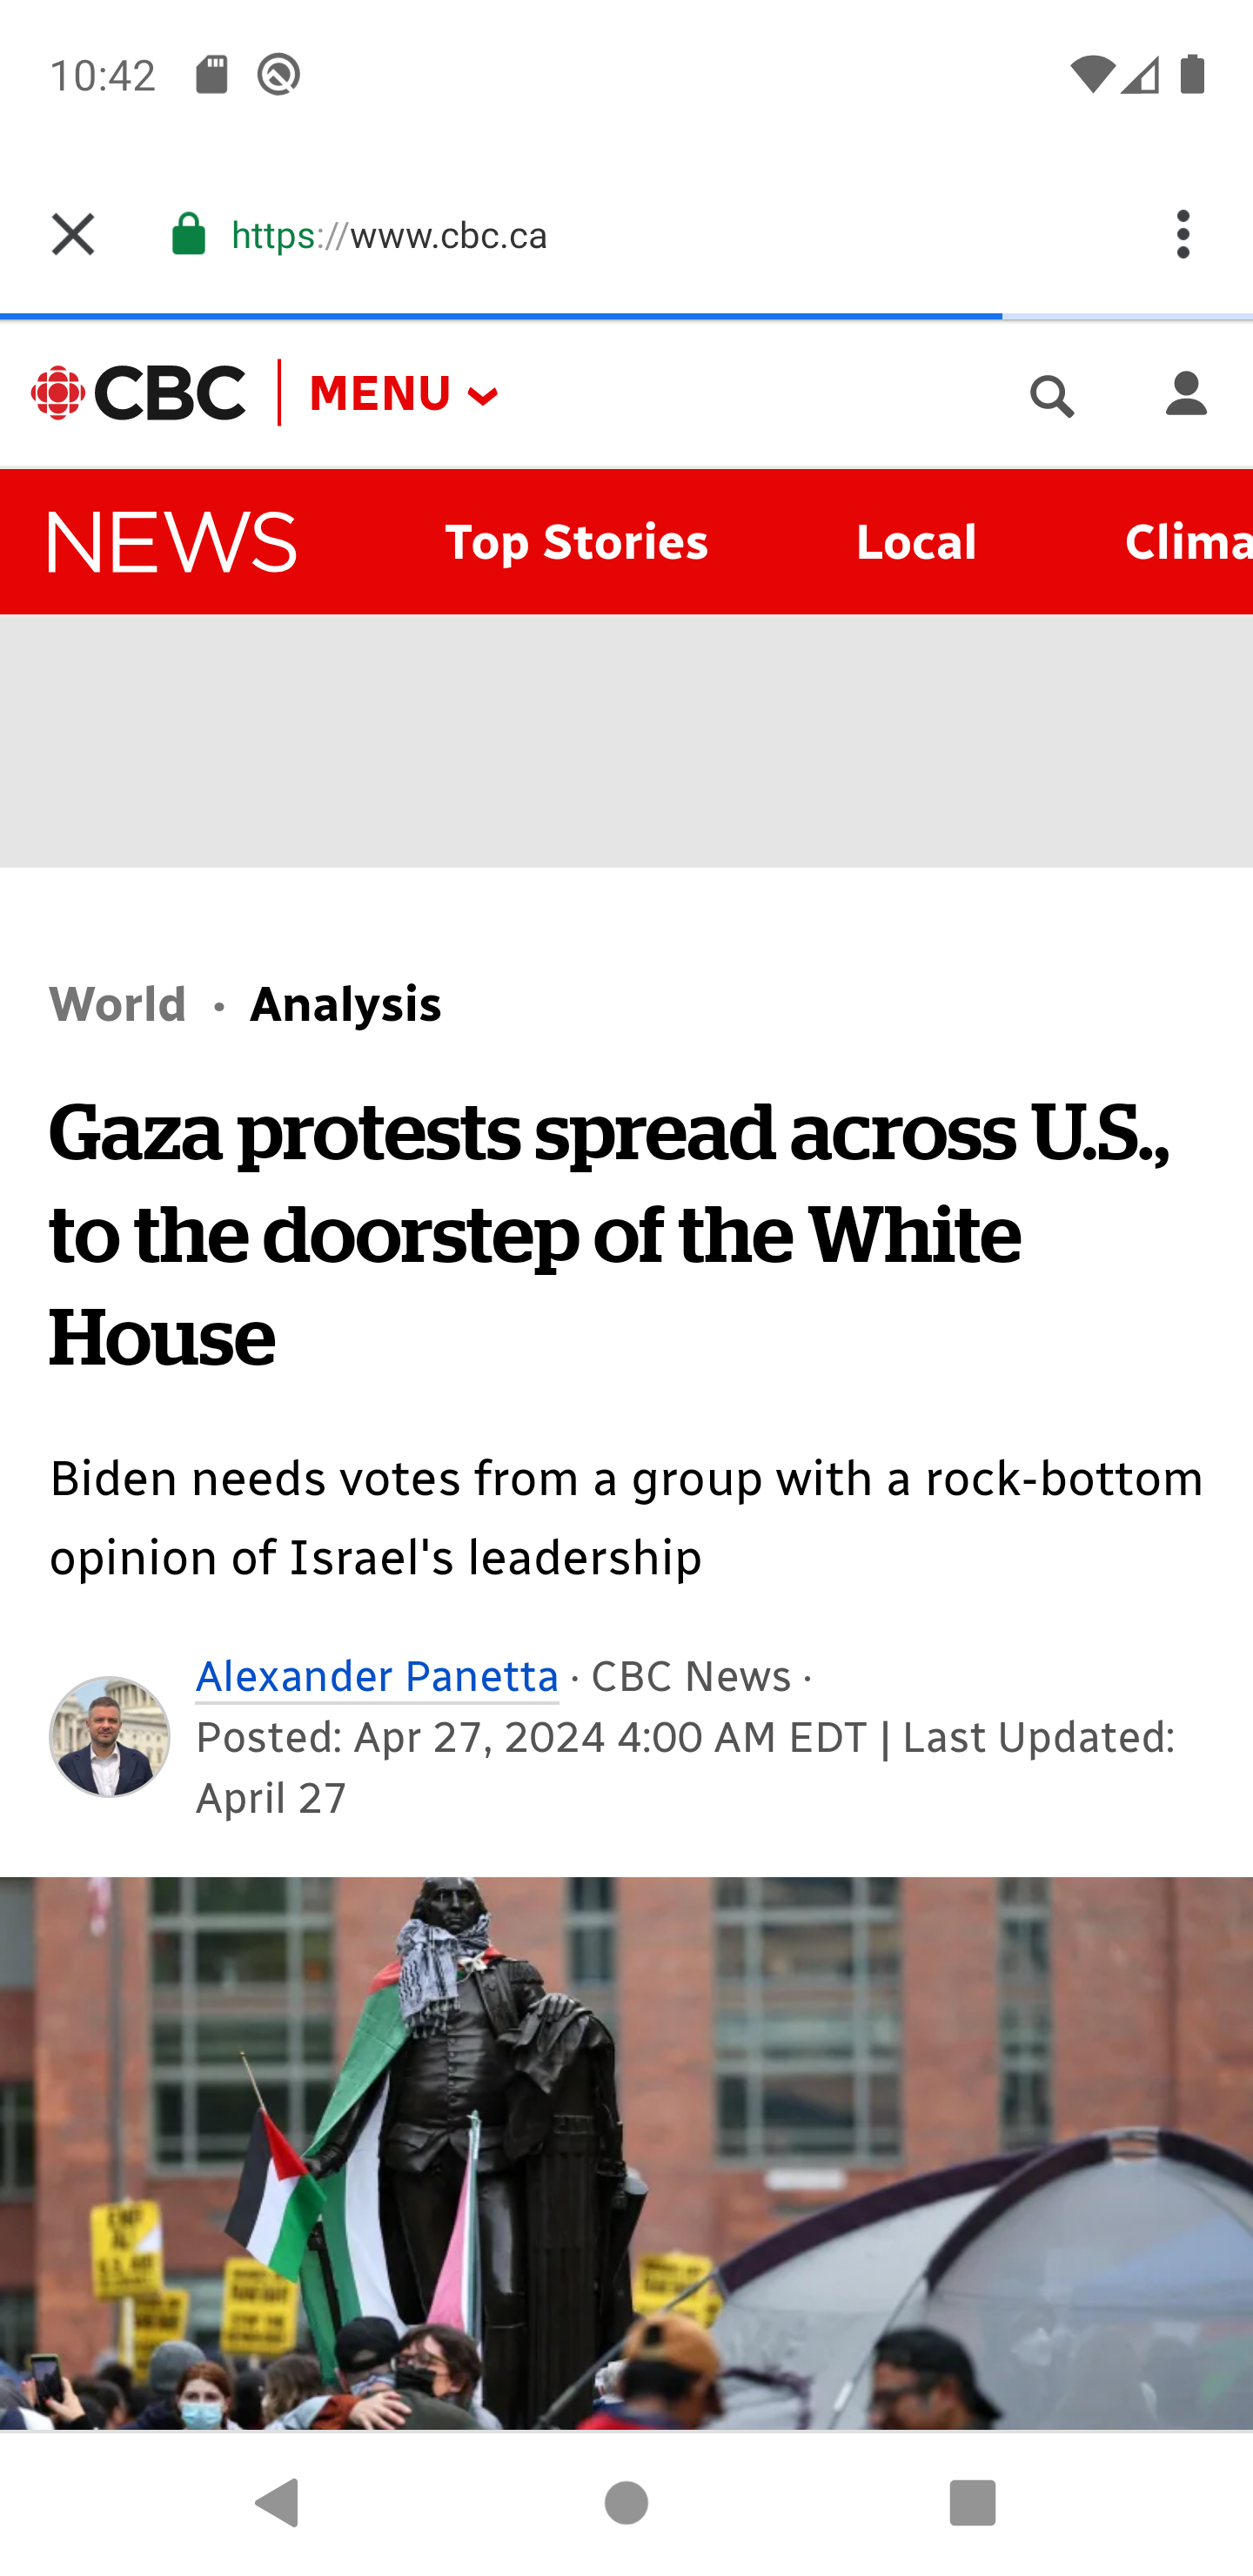 10:42
https://www.cbc.ca
CBC
MENU
NEWS Top Stories Local Clima
World • Analysis
Gaza protests spread across U.S.,
to the doorstep of the White
House
Biden needs votes from a group with a rock-bottom
opinion of Israel's leadership
Alexander Panetta · CBC News ·
Posted: Apr 27, 2024 4:00 AM EDT | Last Updated:
April 27